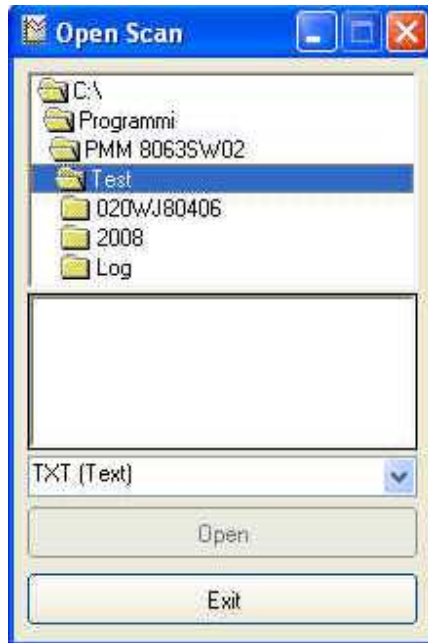 Open Scan
C:\
Programmi
PMM 8063SW02
Test
020WJ80406
2008
Log
TXT (Text)
Open
Exit